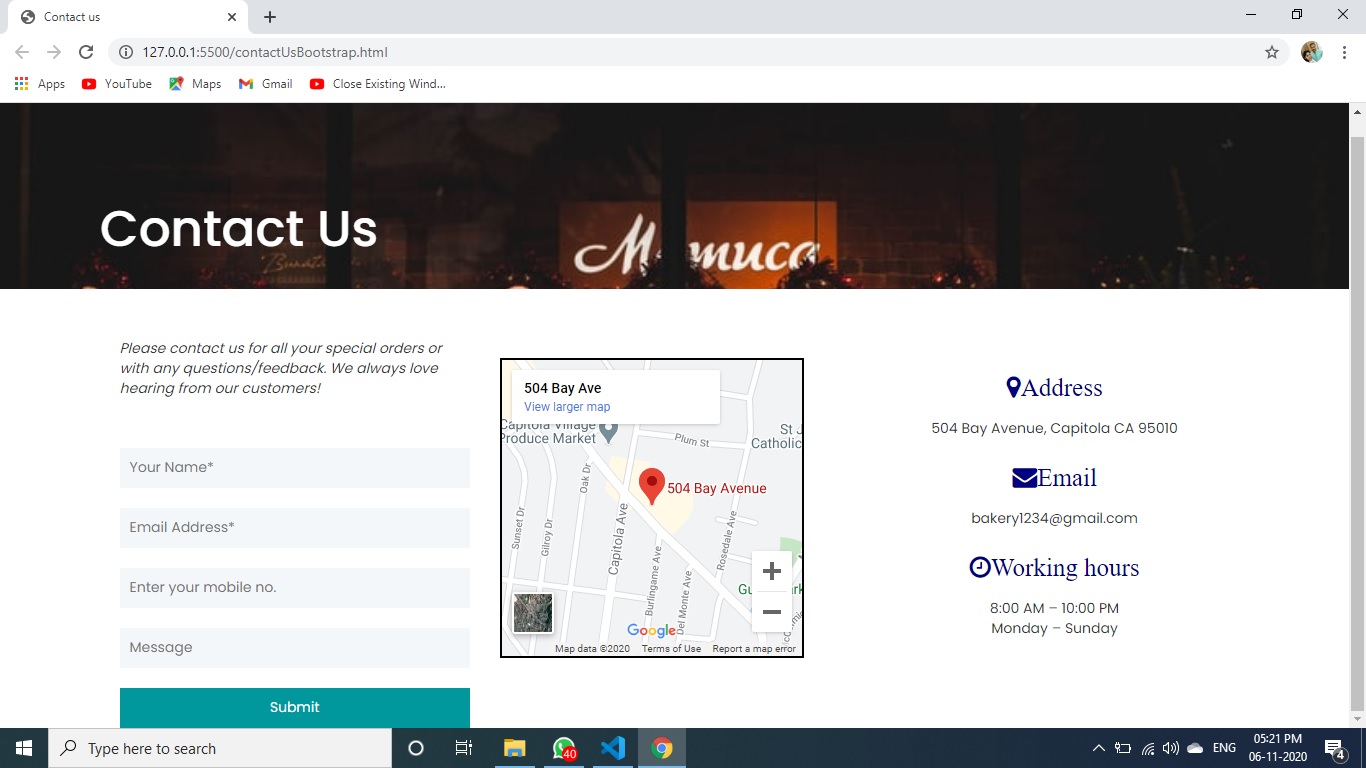 Contact us
127.0.0.1:5500/contactUsBootstrap.html
Apps YouTube Maps Gmail Close Existing Wind...
Contact Us
Please contact us for all your special orders or
with any questions/feedback. We always love
hearing from our customers!
Your Name*
Email Address*
Enter your mobile no.
Message
Submit
504 Bay Ave
View larger map
Capitola Village
Produce Market
Plum St
St J
Catholic
504 Bay Avenue
Oak Dr
Sunset Dr
Gilroy Dr
Capitola Ave
Burlingame Ave
Del Monte Ave
Rosedale Ave
Google
Map data ©2020 Terms of Use Report a map error
Address
504 Bay Avenue, Capitola CA 95010
Email
bakery1234@gmail.com
Working hours
8:00 AM – 10:00 PM
Monday – Sunday
Type here to search
40
ENG
05:21 PM
06-11-2020
4